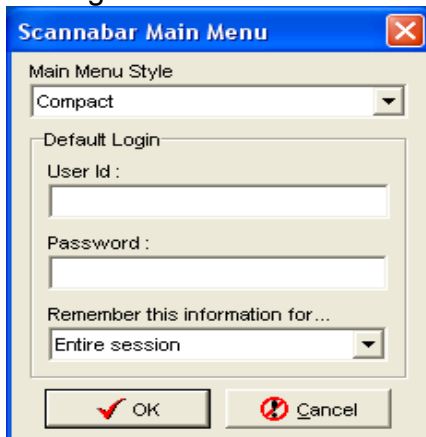 Scannabar Main Menu
Main Menu Style
Compact
Default Login
User Id :
Password :
Remember this information for...
Entire session
OK
Cancel